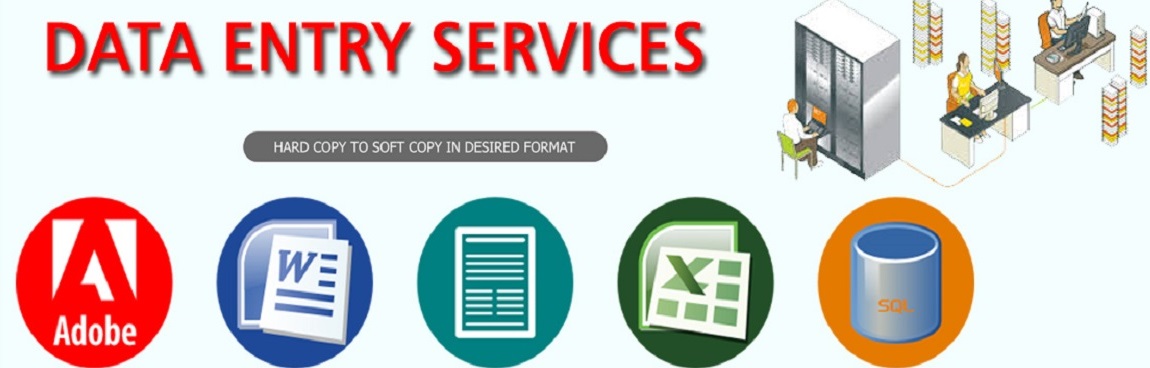 DATA ENTRY SERVICES
HARD COPY TO SOFT COPY IN DESIRED FORMAT
Adobe
W
X
SQL